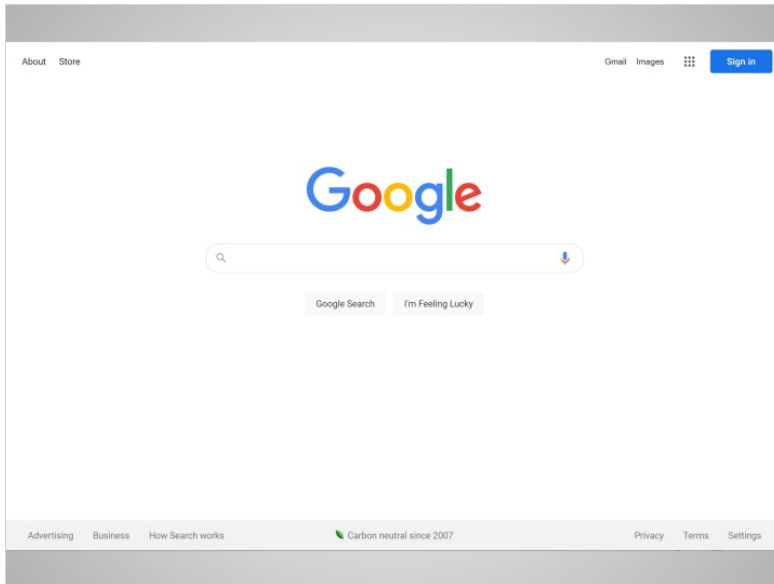 About Store Gmail Images Sign in
Google
Google Search I'm Feeling Lucky
Advertising Business How Search works Carbon neutral since 2007 Privacy Terms Settings